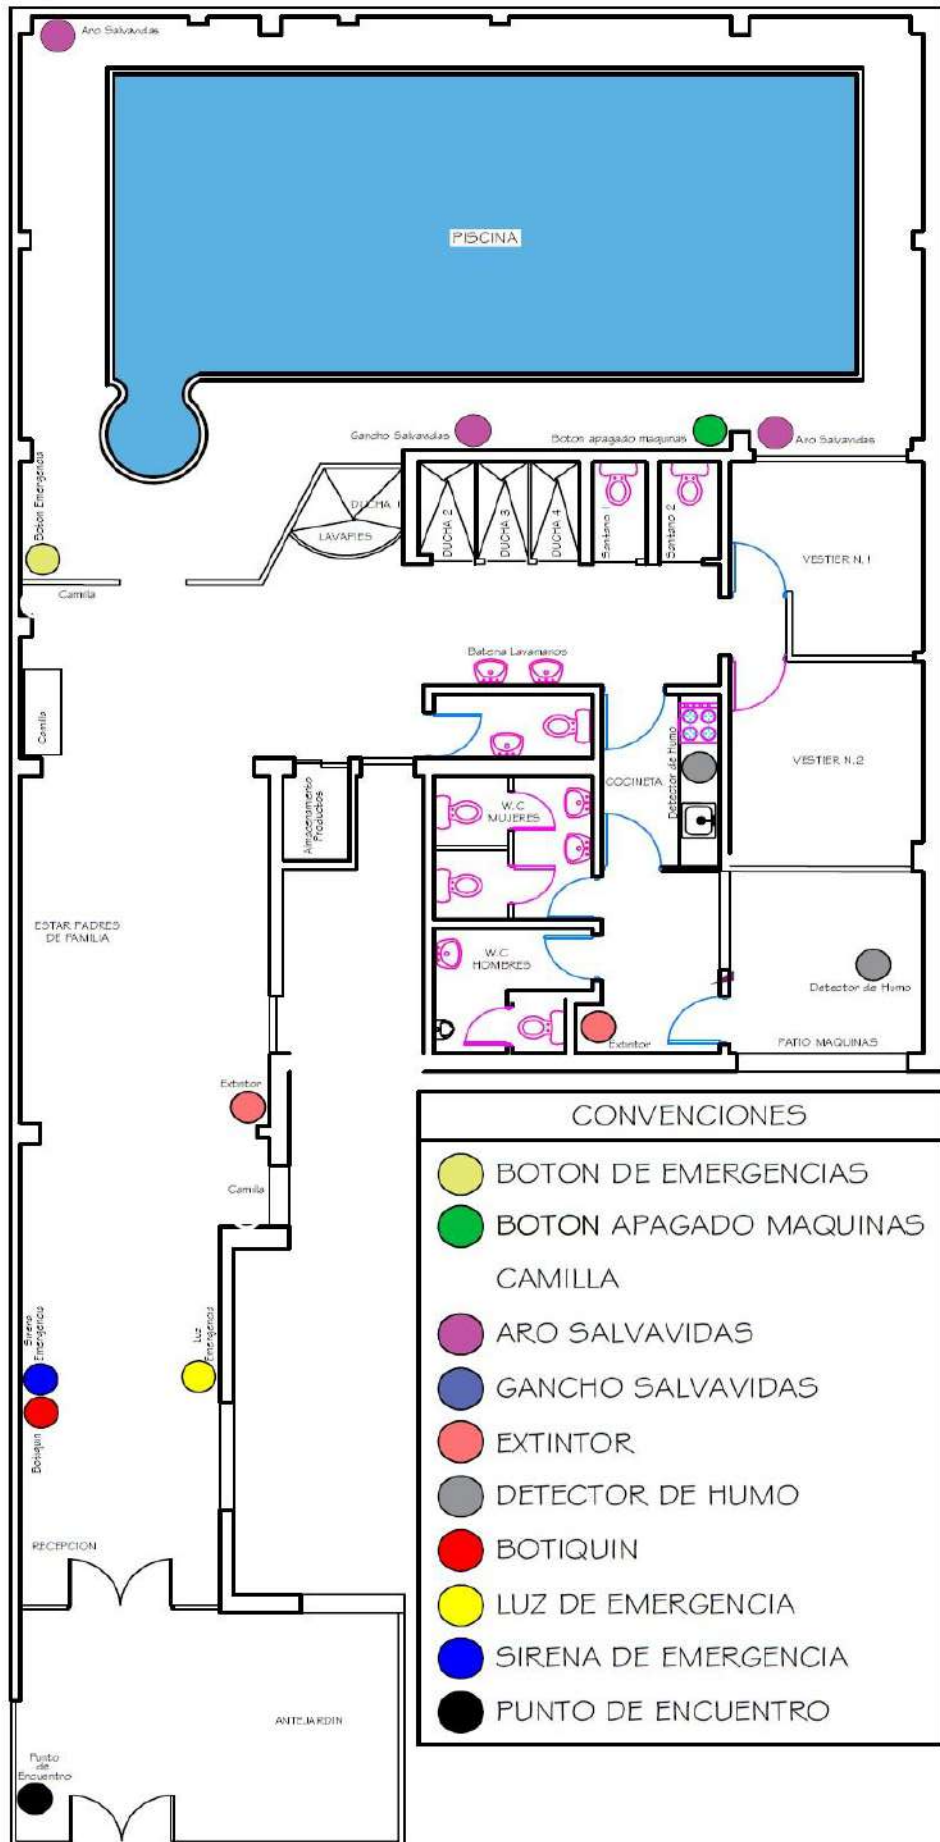 Aro Salvavidas
PISCINA
Gancho Salvavidas
Boton apagado maquinas
Aro Salvavidas
Boton Emergencia
DUCHA 1
LAVAPIES
DUCHA 2
DUCHA 3
DUCHA 4
Sanitario 1
Sanitario 2
VESTIER N.1
Camilla
Bateria Lavamanos
Camilla
Detector de Humo
COCINETA
VESTIER N.2
Almacenamiento
Productos
W.C
MUJERES
ESTAR PADRES
DE FAMILIA
W.C
HOMBRES
Detector de Humo
Extintor
PATIO MAQUINAS
Extintor
Camilla
Sirena
Emergencia
Luz
Emergencia
Botiquin
RECEPCION
ANTEJARDIN
Punto
de
Encuentro
CONVENCIONES
BOTON DE EMERGENCIAS
BOTON APAGADO MAQUINAS
CAMILLA
ARO SALVAVIDAS
GANCHO SALVAVIDAS
EXTINTOR
DETECTOR DE HUMO
BOTIQUIN
LUZ DE EMERGENCIA
SIRENA DE EMERGENCIA
PUNTO DE ENCUENTRO